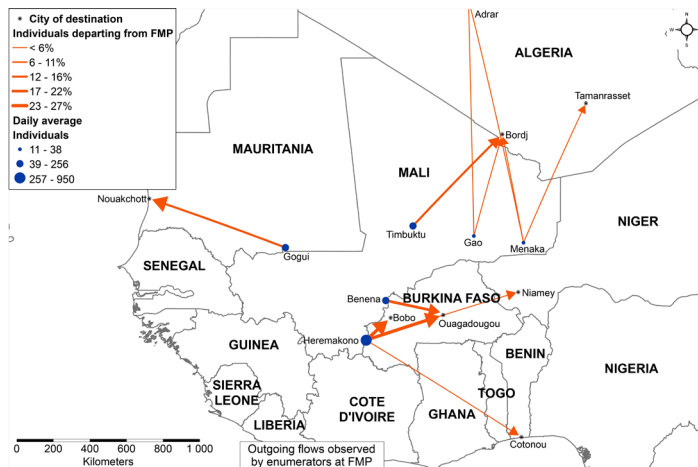 City of destination
Individuals departing from FMP
< 6%
6 - 11%
12 - 16%
17 - 22%
23 - 27%
Daily average
Individuals
11 - 38
39 - 256
257 - 950
Adrar
N
W
E
S
ALGERIA
Tamanrasset
Bordj
MAURITANIA
MALI
Nouakchott
Timbuktu
Gao
Menaka
NIGER
Gogui
SENEGAL
Benena
BURKINA FASO
Niamey
Bobo
Ouagadougou
Heremakono
GUINEA
BENIN
NIGERIA
SIERRA
LEONE
COTE
D'IVOIRE
GHANA
TOGO
LIBERIA
Cotonou
0 200 400 600 800 1 000
Kilometers
Outgoing flows observed
by enumerators at FMP